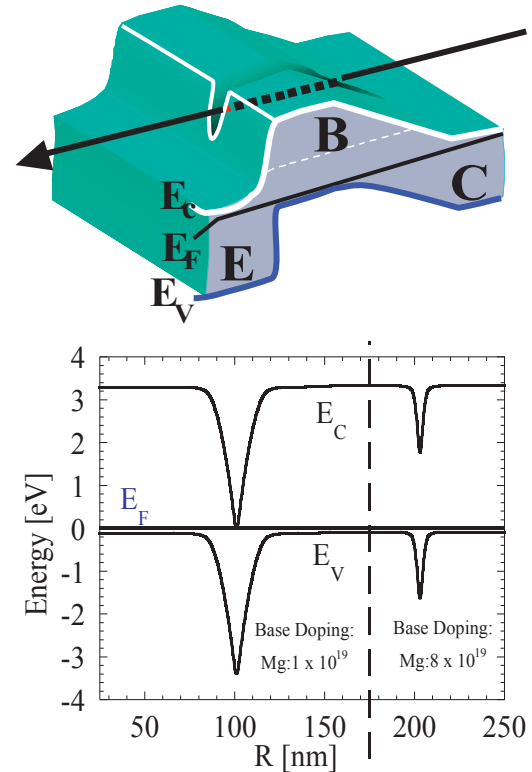 B
C
E
E_C
E_F
E_V
4
3
2
1
0
-1
-2
-3
-4
Energy [eV]
E_C
E_F
E_V
Base Doping:
Mg:1 x 10^19
Base Doping:
Mg:8 x 10^19
50 100 150 200 250
R [nm]